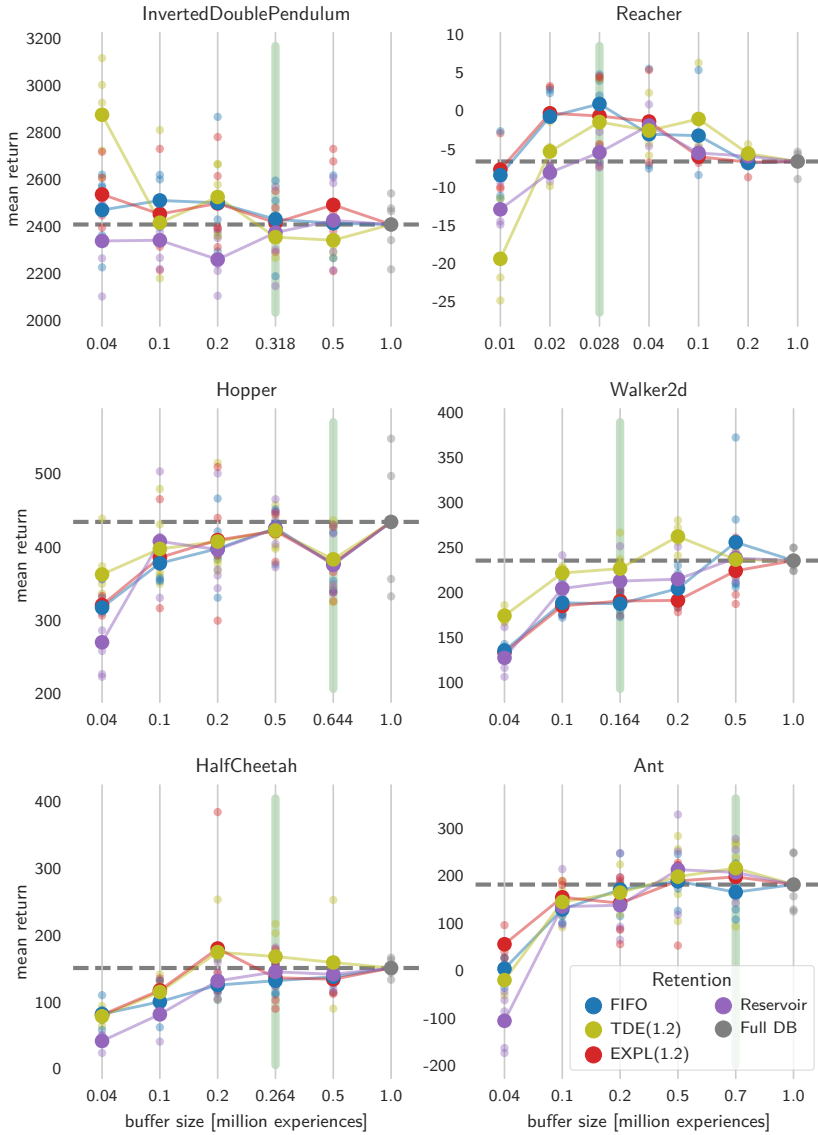 InvertedDoublePendulum
3200
3000
2800
2600
2400
2200
2000
mean return
0.04 0.1 0.2 0.318 0.5 1.0
Reacher
10
5
0
-5
-10
-15
-20
-25
0.01 0.02 0.028 0.04 0.1 0.2 1.0
Hopper
500
400
300
200
mean return
0.04 0.1 0.2 0.5 0.644 1.0
Walker2d
400
350
300
250
200
150
100
0.04 0.1 0.164 0.2 0.5 1.0
HalfCheetah
400
300
200
100
0
mean return
0.04 0.1 0.2 0.264 0.5 1.0
buffer size [million experiences]
Ant
300
200
100
0
-100
-200
0.04 0.1 0.2 0.5 0.7 1.0
buffer size [million experiences]
Retention
FIFO
TDE(1.2)
EXPL(1.2)
Reservoir
Full DB